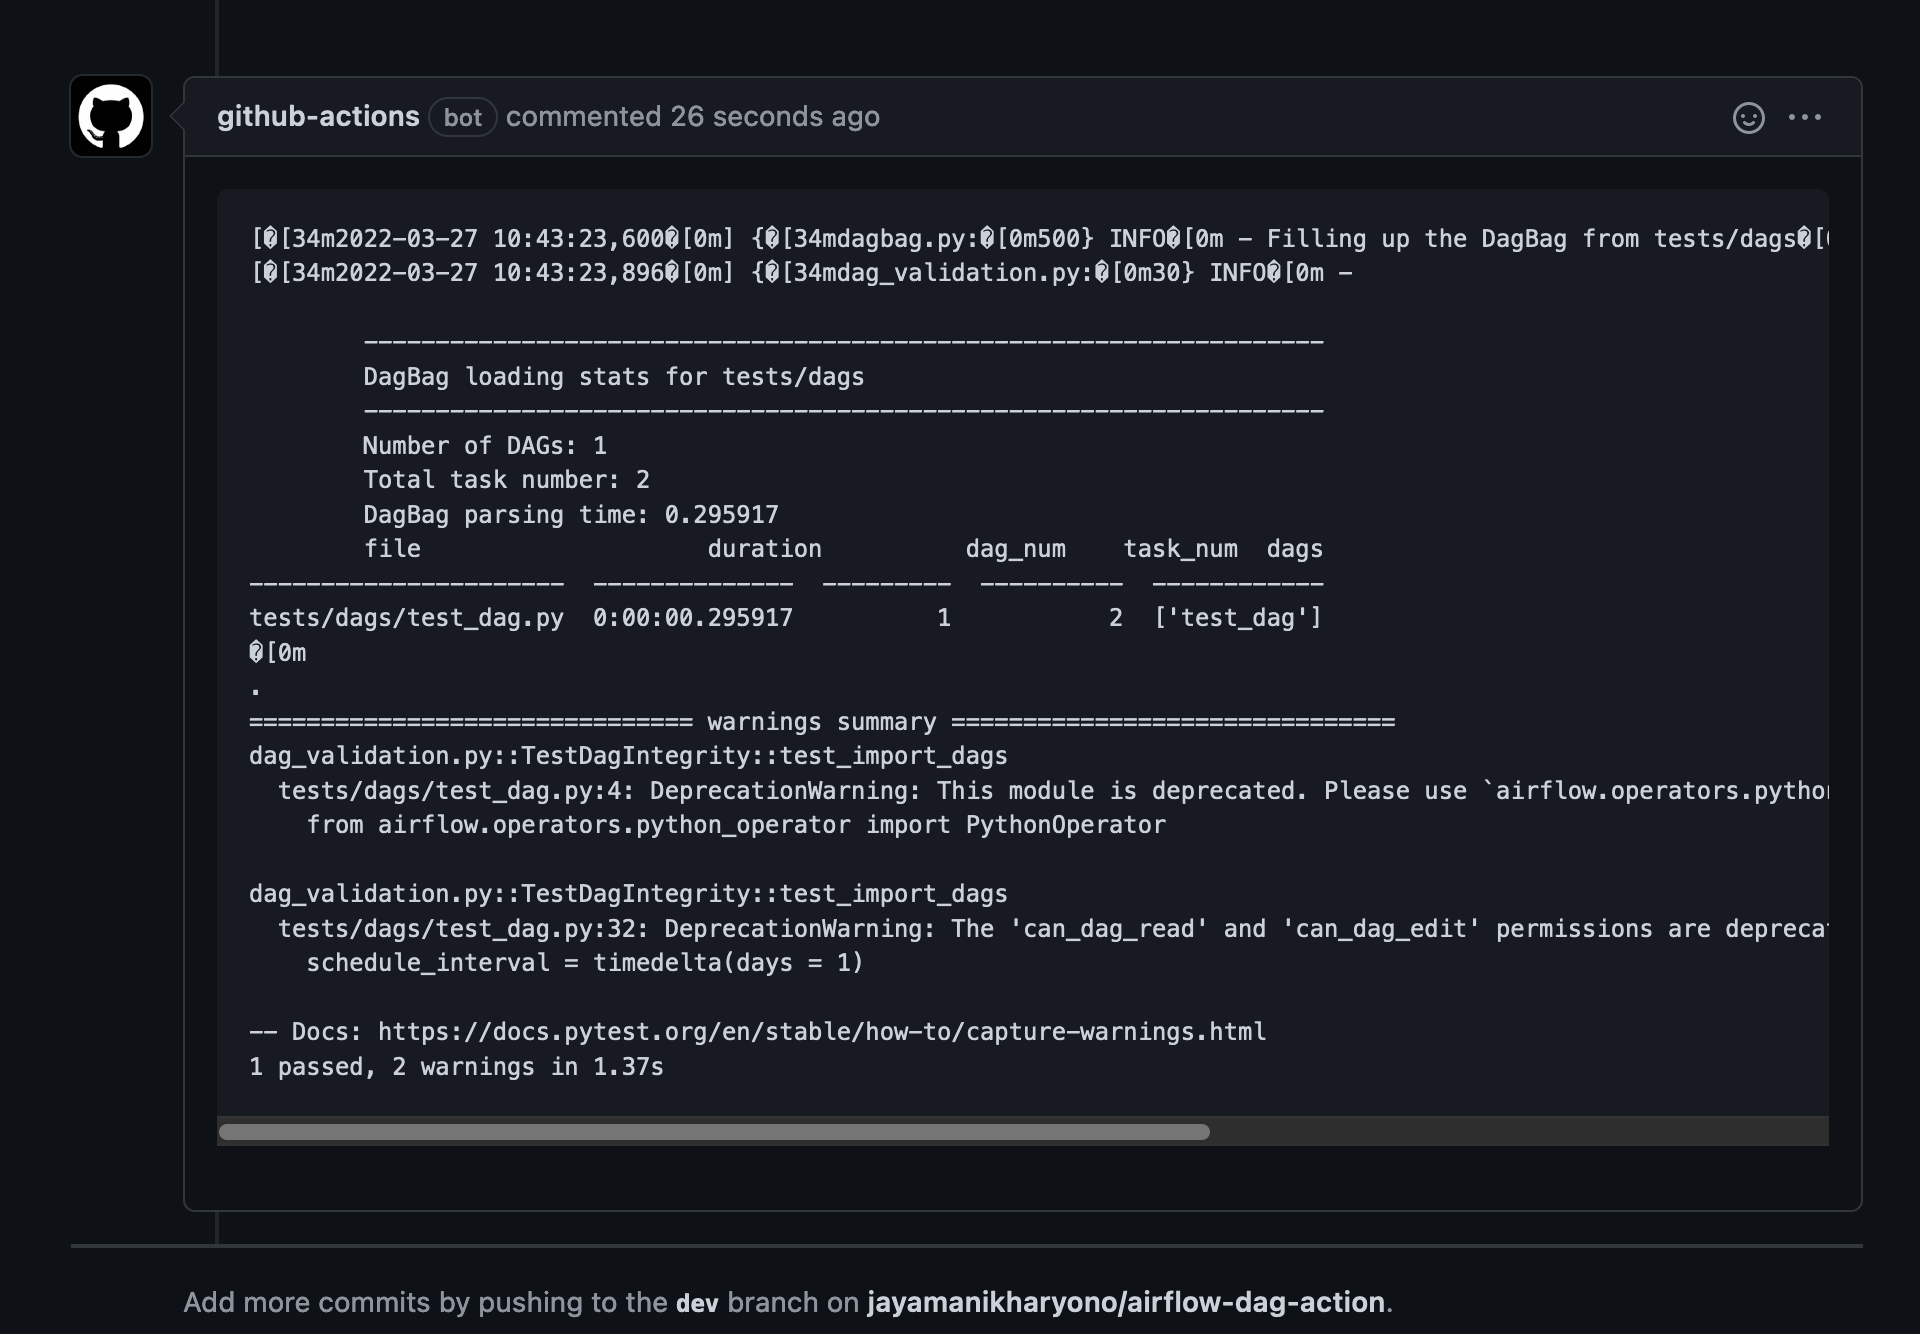 github-actions bot commented 26 seconds ago
[�[34m2022-03-27 10:43:23,600�[0m] {�[34mdagbag.py:�[0m500} INFO�[0m - Filling up the DagBag from tests/dags�[
[�[34m2022-03-27 10:43:23,896�[0m] {�[34mdag_validation.py:�[0m30} INFO�[0m -
-------------------------------------------------------------------
DagBag loading stats for tests/dags
-------------------------------------------------------------------
Number of DAGs: 1
Total task number: 2
DagBag parsing time: 0.295917
file                    duration          dag_num    task_num  dags
----------------------  --------------  ---------  ----------  ------------
tests/dags/test_dag.py  0:00:00.295917          1           2  ['test_dag']
�[0m
.
=============================== warnings summary ===============================
dag_validation.py::TestDagIntegrity::test_import_dags
  tests/dags/test_dag.py:4: DeprecationWarning: This module is deprecated. Please use `airflow.operators.python
    from airflow.operators.python_operator import PythonOperator
dag_validation.py::TestDagIntegrity::test_import_dags
  tests/dags/test_dag.py:32: DeprecationWarning: The 'can_dag_read' and 'can_dag_edit' permissions are depreca
    schedule_interval = timedelta(days = 1)
-- Docs: https://docs.pytest.org/en/stable/how-to/capture-warnings.html
1 passed, 2 warnings in 1.37s
Add more commits by pushing to the dev branch on jayamanikharyono/airflow-dag-action.